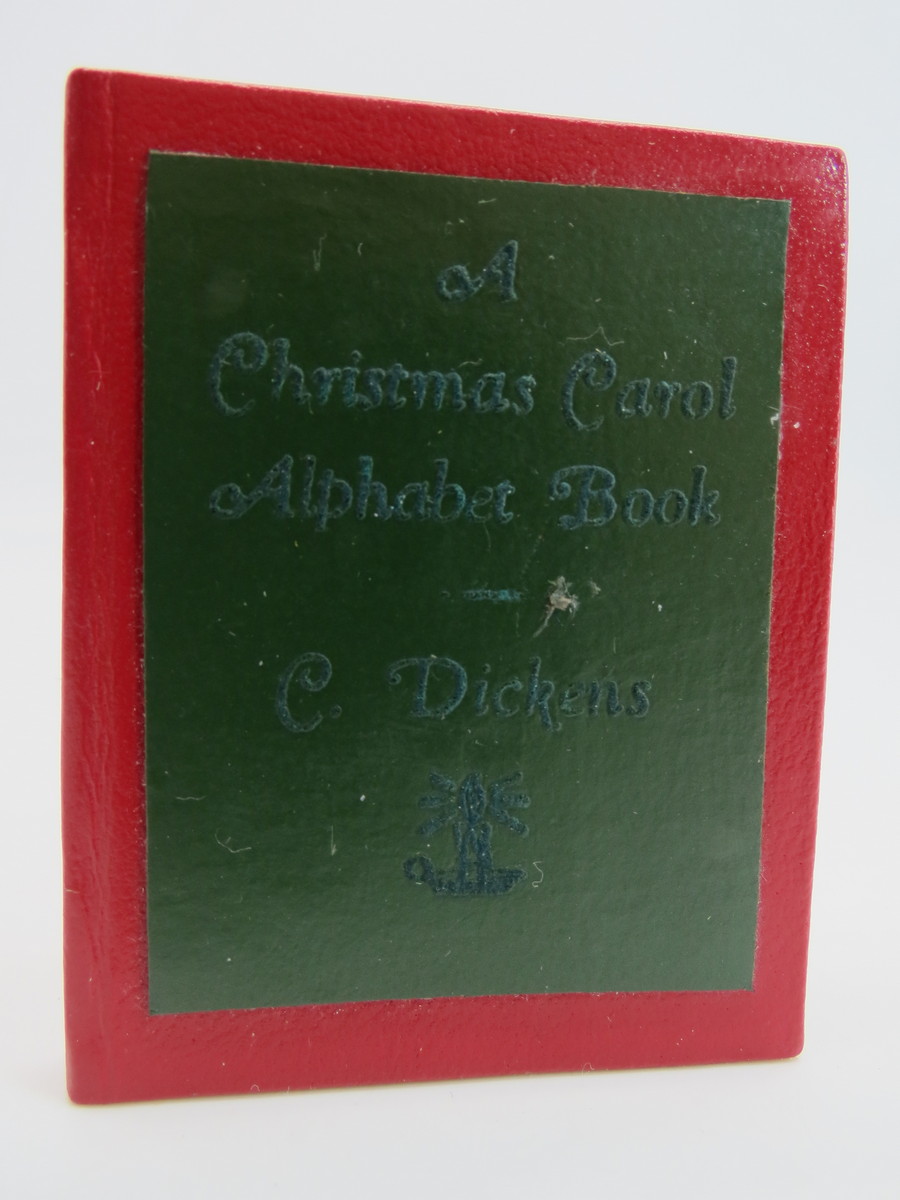 A
Christmas Carol
Alphabet Book
C. Dickens